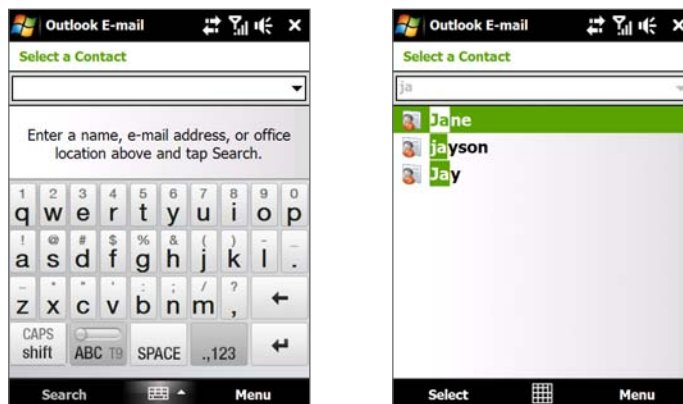 Outlook E-mail
Select a Contact
Enter a name, e-mail address, or office
location above and tap Search.
1 2 3 4 5 6 7 8 9 0
q w e r t y u i o p
! @ # $ % & ( ) - _
a s d f g h j k l .
: ; / ?
z x c v b n m ,
CAPS
shift ABC T9 SPACE .,123
Search Menu
Outlook E-mail
Select a Contact
ja
Jane
jayson
Jay
Select Menu